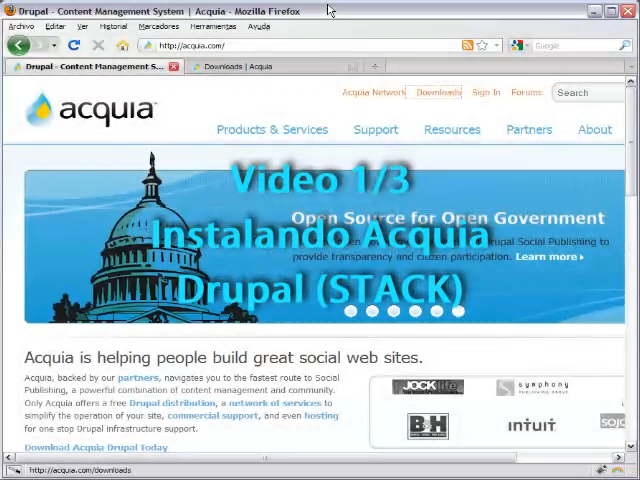 Drupal - Content Management System | Acquia - Mozilla Firefox
Archivo Editar Ver Historial Marcadores Ayuda
http://acquia.com/
Google
Drupal - Content Management S...
Downloads | Acquia
Acquia Network Downloads Sign In Forums Search
acquia
Products & Services Support Resources Partners About
Video 1/3
Open Source for Open Government
Instalando Acquia
Drupal Social Publishing to
provide transparency and citizen participation. Learn more
Drupal (STACK)
Acquia is helping people build great social web sites.
Acquia, backed by our partners, navigates you to the fastest route to Social
Publishing, a powerful combination of content management and community.
Only Acquia offers a free Drupal distribution, a network of services to
simplify the operation of your site, commercial support, and even hosting
for one stop Drupal infrastructure support.
Download Acquia Drupal Today
JOCKlife
symphony
B&H
INTUIT
SOJO
http://acquia.com/downloads